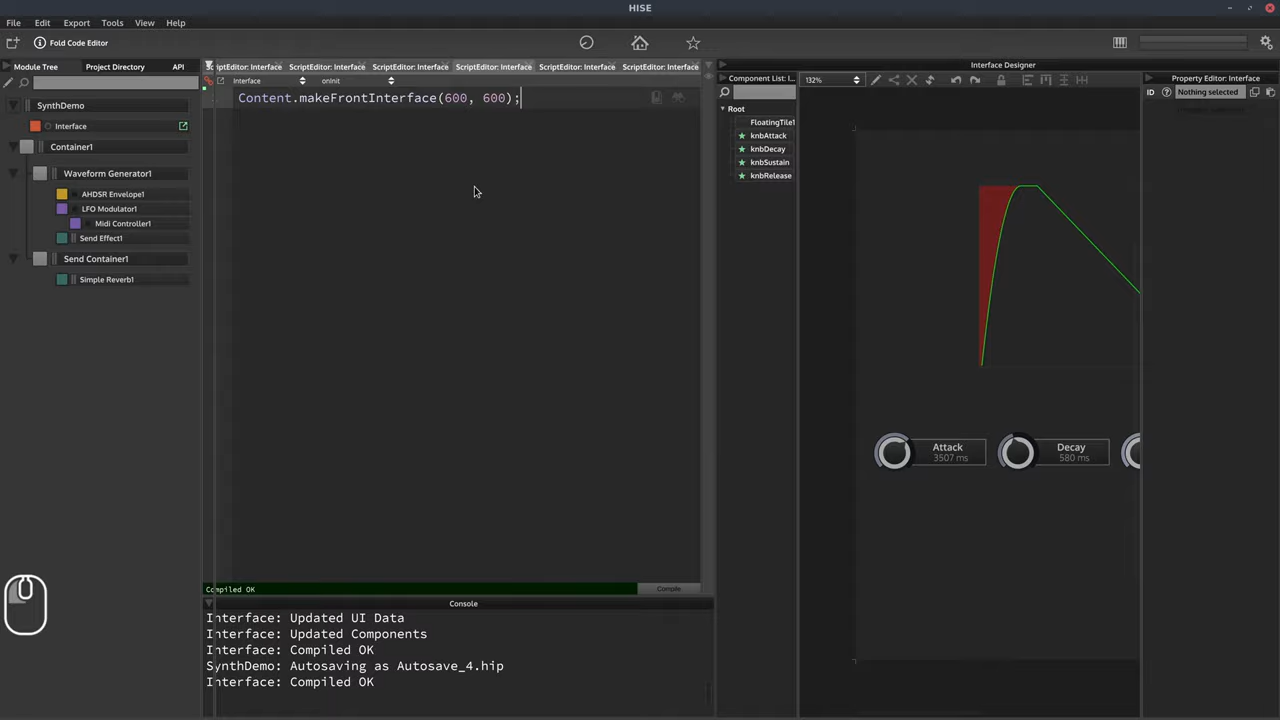 HISE
File Edit Export Tools View Help
Fold Code Editor
Module Tree Project Directory API
SynthDemo
Interface
Container1
Waveform Generator1
AHDSR Envelope1
LFO Modulator1
Midi Controller1
Send Effect1
Send Container1
Simple Reverb1
criptEditor: Interface ScriptEditor: Interface ScriptEditor: Interface ScriptEditor: Interface ScriptEditor: Interface ScriptEditor: Interface
Interface onInit
Content.makeFrontInterface(600, 600);
Compiled OK Compile
Console
Interface: Updated UI Data
Interface: Updated Components
Interface: Compiled OK
SynthDemo: Autosaving as Autosave_4.hip
Interface: Compiled OK
Interface Designer
Component List: I...
Root
FloatingTile1
knbAttack
knbDecay
knbSustain
knbRelease
132%
Attack
3507 ms
Decay
580 ms
Property Editor: Interface
ID ? Nothing selected